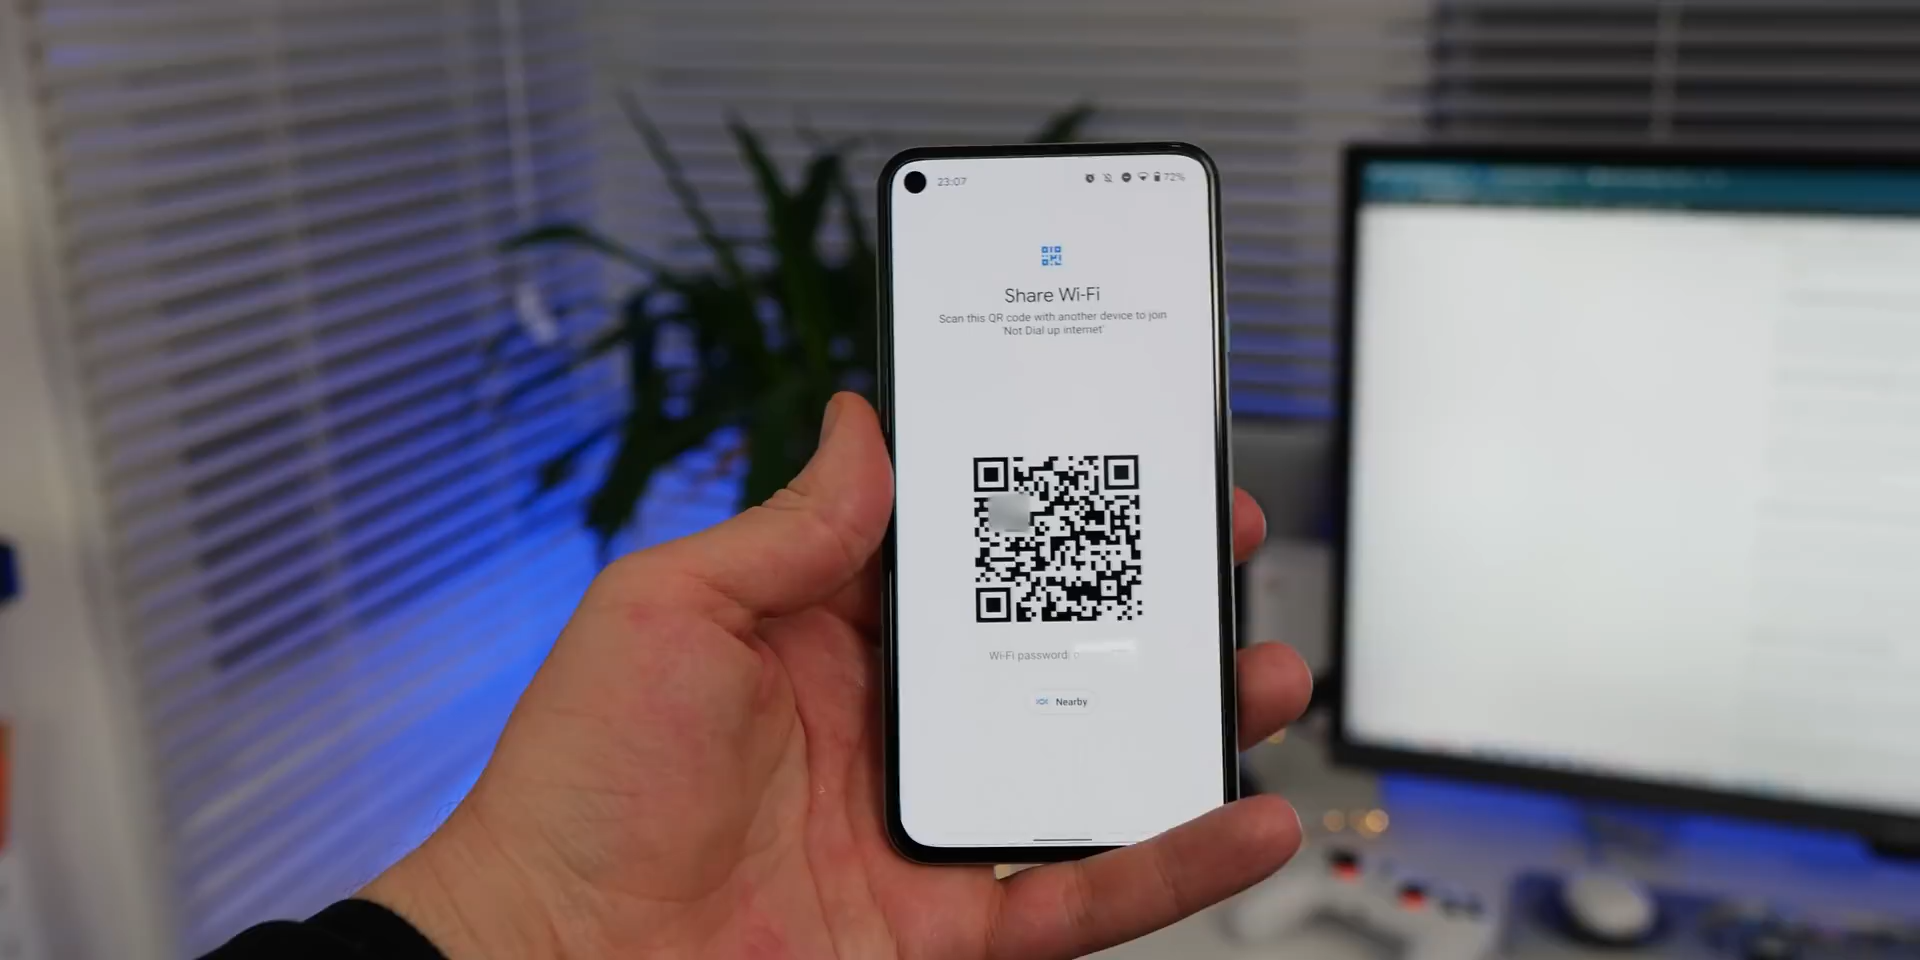 23:07 72%
Share Wi-Fi
Scan this QR code with another device to join
'Not Dial up internet'
Wi-Fi password:
Nearby